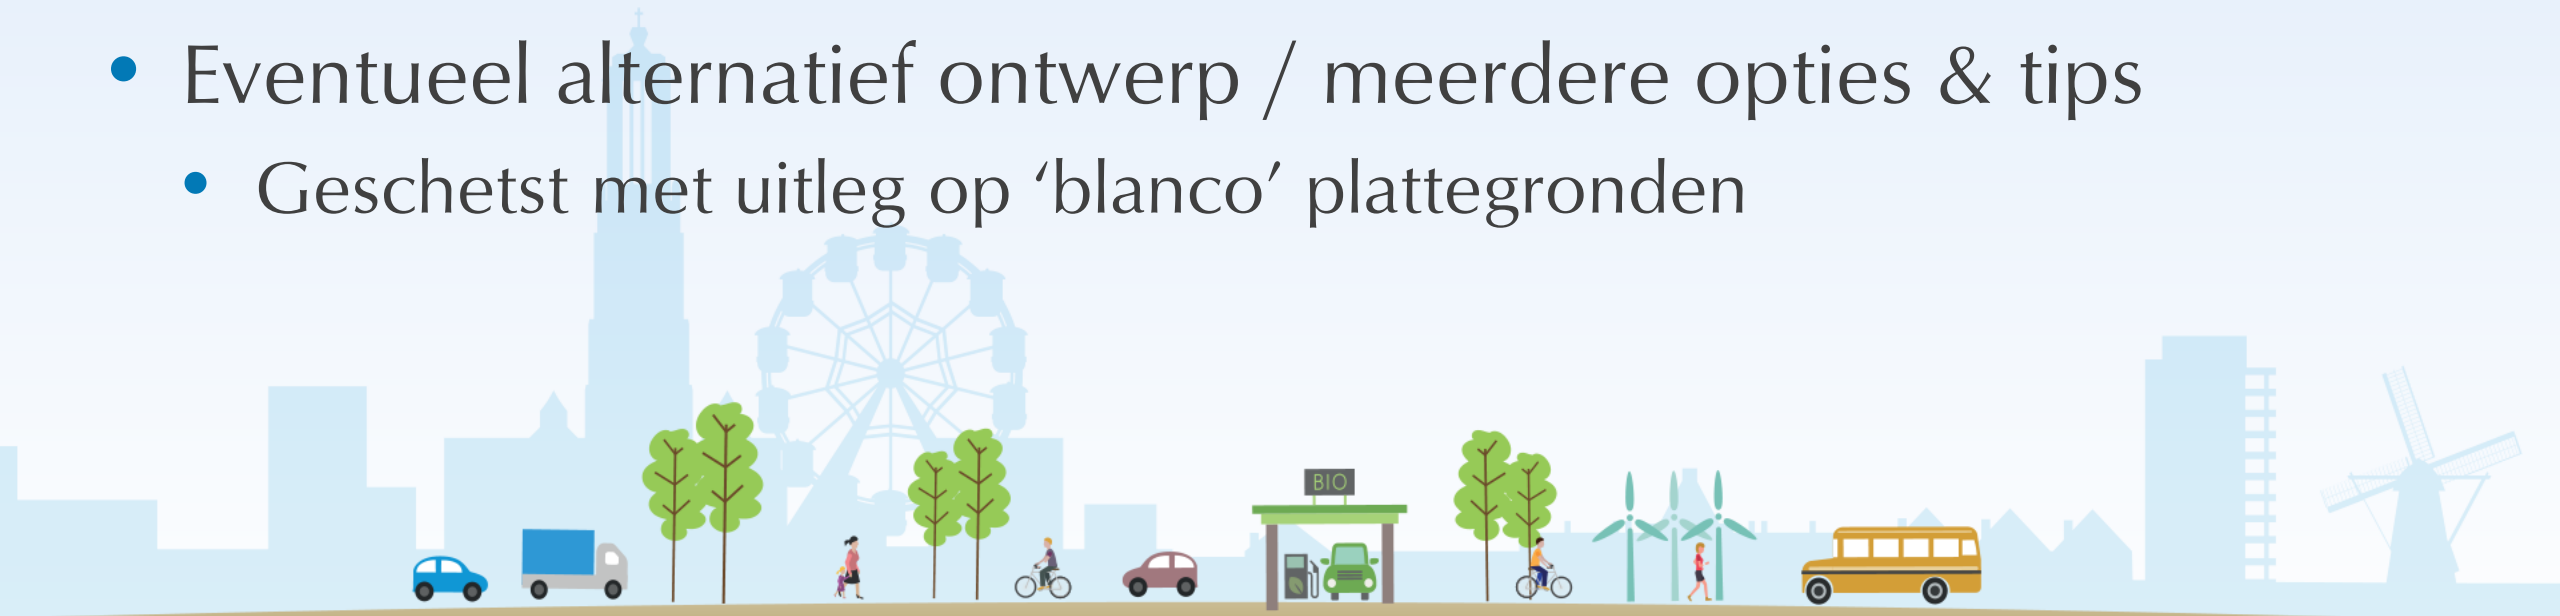 • Eventueel alternatief ontwerp / meerdere opties & tips
• Geschetst met uitleg op ‘blanco’ plattegronden
BIO